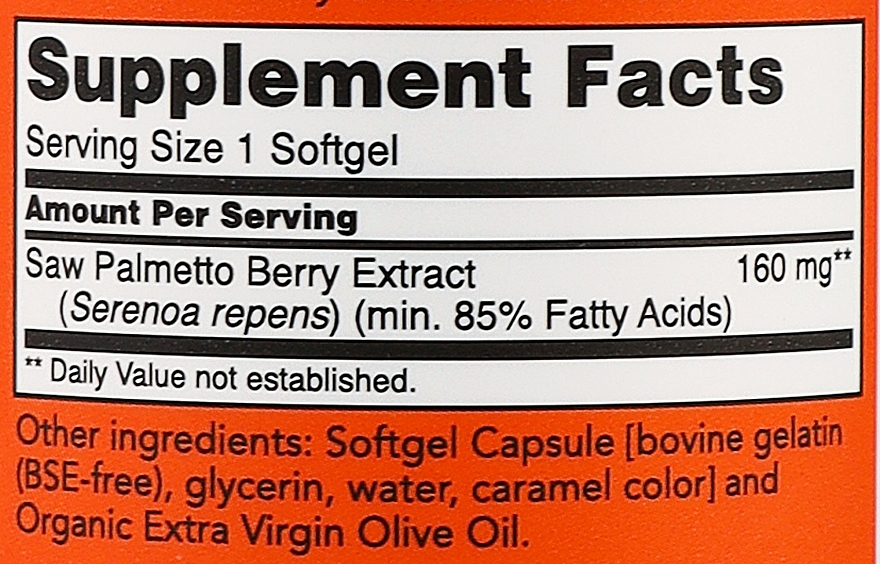 Supplement Facts
Serving Size 1 Softgel
Amount Per Serving
Saw Palmetto Berry Extract 160 mg**
(Serenoa repens) (min. 85% Fatty Acids)
** Daily Value not established.
Other ingredients: Softgel Capsule [bovine gelatin
(BSE-free), glycerin, water, caramel color] and
Organic Extra Virgin Olive Oil.